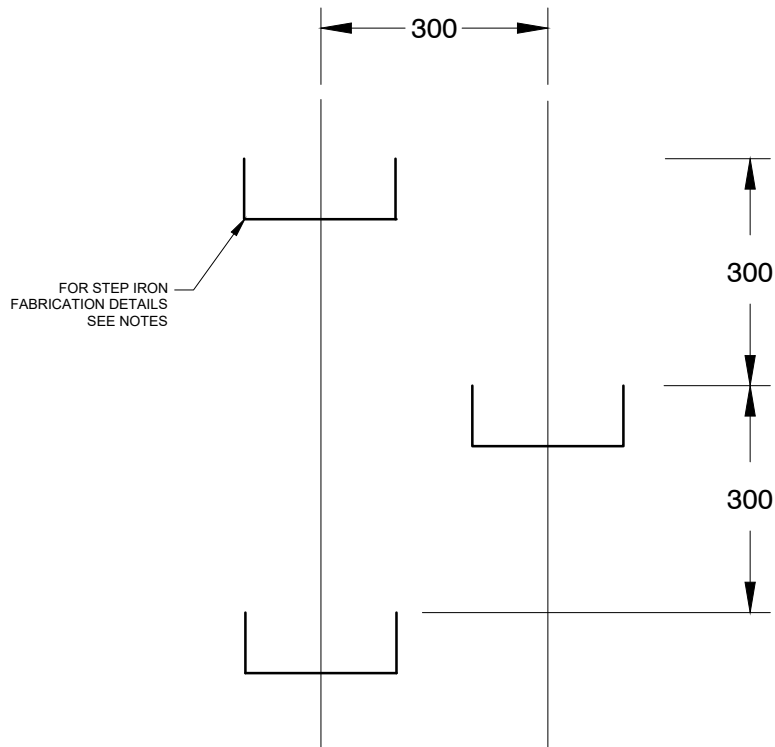 300
300
FOR STEP IRON
FABRICATION DETAILS
SEE NOTES
300